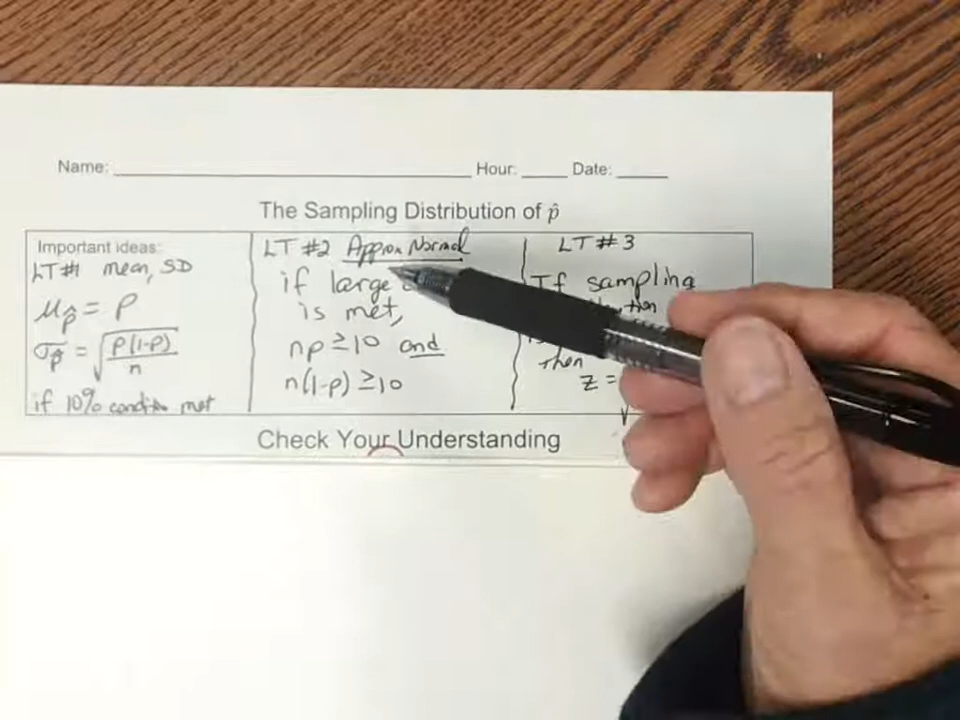 Name: Hour: Date:
The Sampling Distribution of p̂
Important ideas:
LT #1 mean, SD
μp̂ = p
σp̂ = √(p(1-p)/n)
if 10% condition met
LT #2 Approx Normal
if large
is met,
np ≥ 10 and
n(1-p) ≥ 10
LT #3
If sampling
then
then
z =
Check Your Understanding